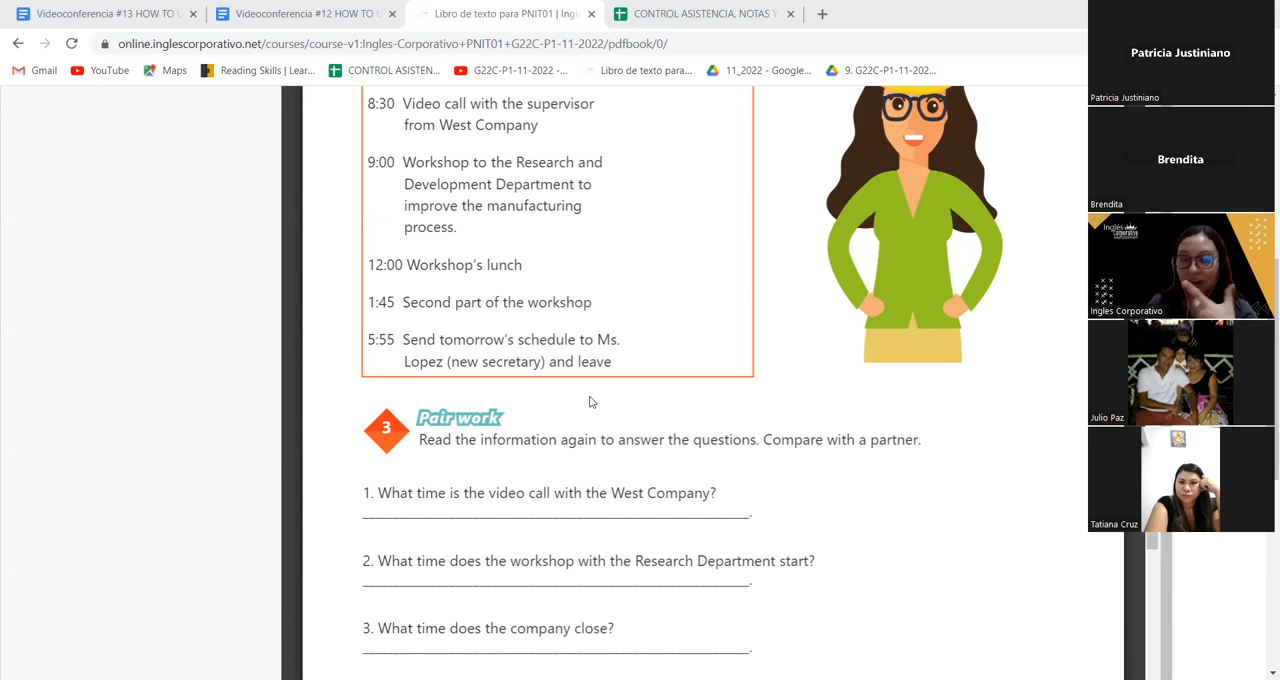 Videoconferencia #13 HOW TO U
Videoconferencia #12 HOW TO U
Libro de texto para PNIT01 | Ingl
CONTROL ASISTENCIA, NOTAS Y
online.inglescorporativo.net/courses/course-v1:Ingles-Corporativo+PNIT01+G22C-P1-11-2022/pdfbook/0/
Gmail
YouTube
Maps
Reading Skills | Lear...
CONTROL ASISTEN...
G22C-P1-11-2022 -...
Libro de texto para...
11_2022 - Google...
9. G22C-P1-11-202...
8:30 Video call with the supervisor
from West Company
9:00 Workshop to the Research and
Development Department to
improve the manufacturing
process.
12:00 Workshop's lunch
1:45 Second part of the workshop
5:55 Send tomorrow's schedule to Ms.
Lopez (new secretary) and leave
3
Pair work
Read the information again to answer the questions. Compare with a partner.
1. What time is the video call with the West Company?
2. What time does the workshop with the Research Department start?
3. What time does the company close?
Patricia Justiniano
Patricia Justiniano
Brendita
Brendita
Inglés
Corporativo
Ingles Corporativo
Julio Paz
Tatiana Cruz